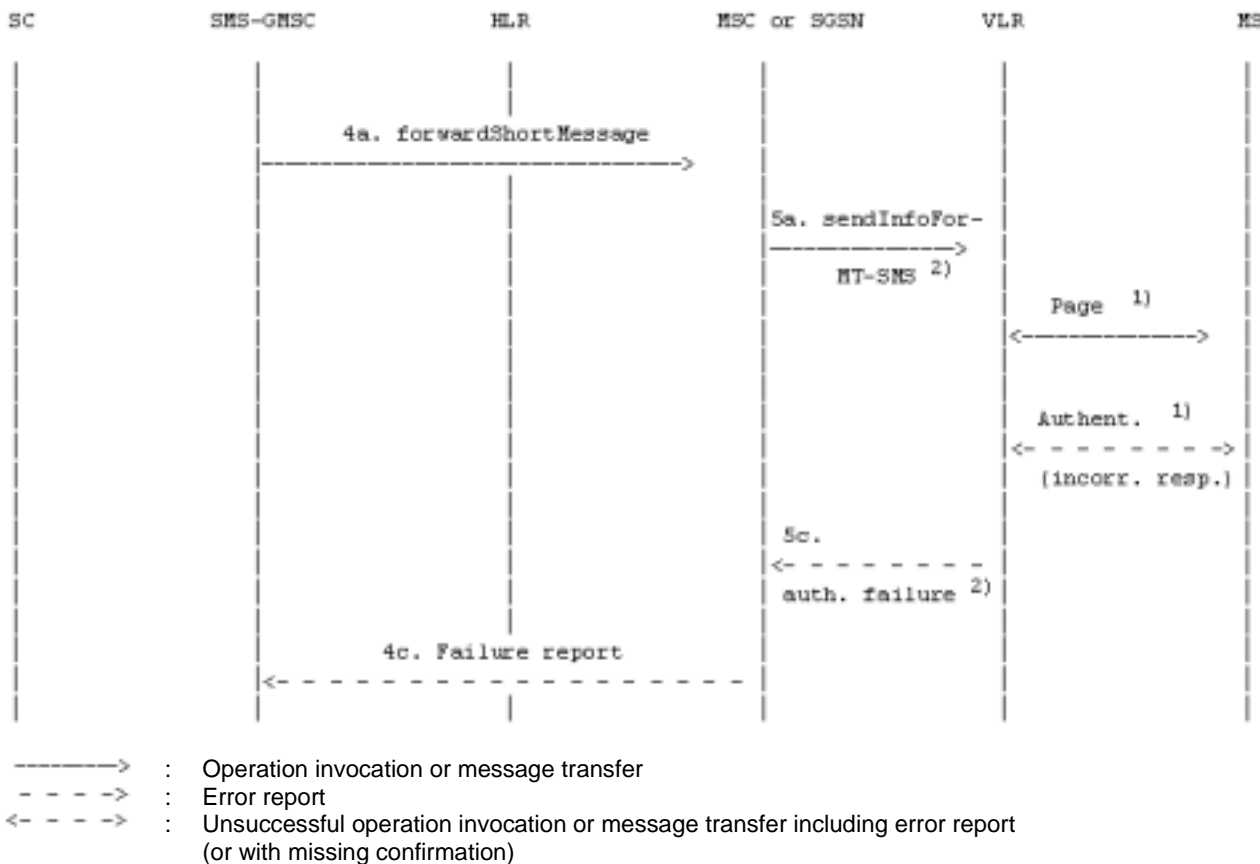 SC SMS-GMSC HLR MSC or SGSN VLR MS
4a. forwardShortMessage
5a. sendInfoFor-
MT-SMS 2)
Page 1)
Authent. 1)
(incorr. resp.)
5c.
auth. failure 2)
4c. Failure report
: Operation invocation or message transfer
: Error report
: Unsuccessful operation invocation or message transfer including error report
(or with missing confirmation)